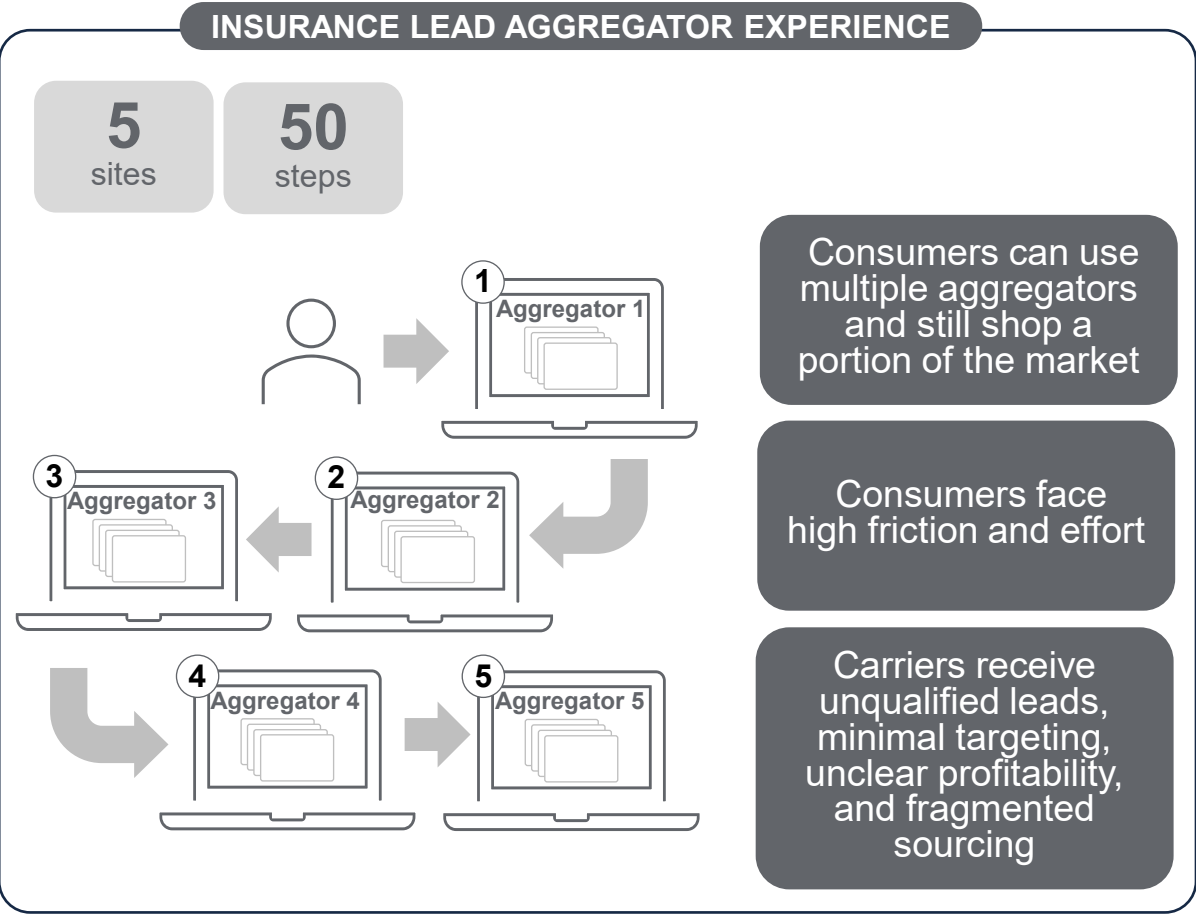 INSURANCE LEAD AGGREGATOR EXPERIENCE
5
sites
50
steps
1
Aggregator 1
2
Aggregator 2
3
Aggregator 3
4
Aggregator 4
5
Aggregator 5
Consumers can use
multiple aggregators
and still shop a
portion of the market
Consumers face
high friction and effort
Carriers receive
unqualified leads,
minimal targeting,
unclear profitability,
and fragmented
sourcing